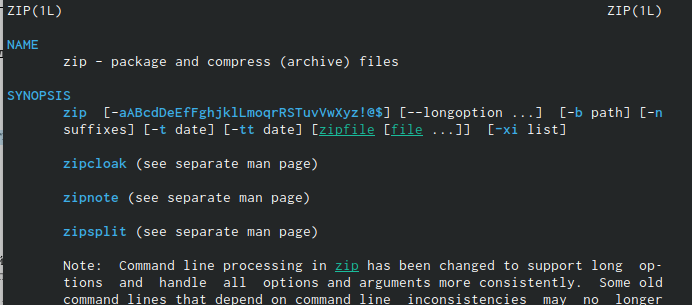 ZIP(1L) ZIP(1L)
NAME
zip - package and compress (archive) files
SYNOPSIS
zip [-aABcdDeEfFghjklLmoqrRSTuvVwXyz!@$] [--longoption ...] [-b path] [-n
suffixes] [-t date] [-tt date] [zipfile [file ...]] [-xi list]
zipcloak (see separate man page)
zipnote (see separate man page)
zipsplit (see separate man page)
Note: Command line processing in zip has been changed to support long op-
tions and handle all options and arguments more consistently. Some old
command lines that depend on command line inconsistencies may no longer